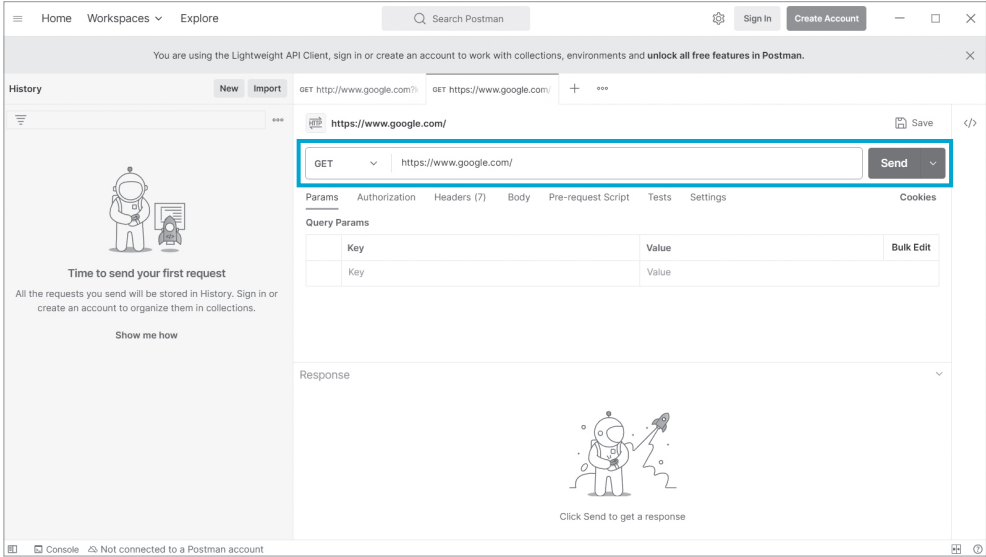 Home Workspaces Explore Search Postman Sign In Create Account
You are using the Lightweight API Client, sign in or create an account to work with collections, environments and unlock all free features in Postman.
History New Import GET http://www.google.com? GET https://www.google.com/
HTTP https://www.google.com/ Save </>
GET https://www.google.com/ Send
Params Authorization Headers (7) Body Pre-request Script Tests Settings Cookies
Query Params
Key Value Bulk Edit
Key Value
Time to send your first request
All the requests you send will be stored in History. Sign in or
create an account to organize them in collections.
Show me how
Response
Click Send to get a response
Console Not connected to a Postman account